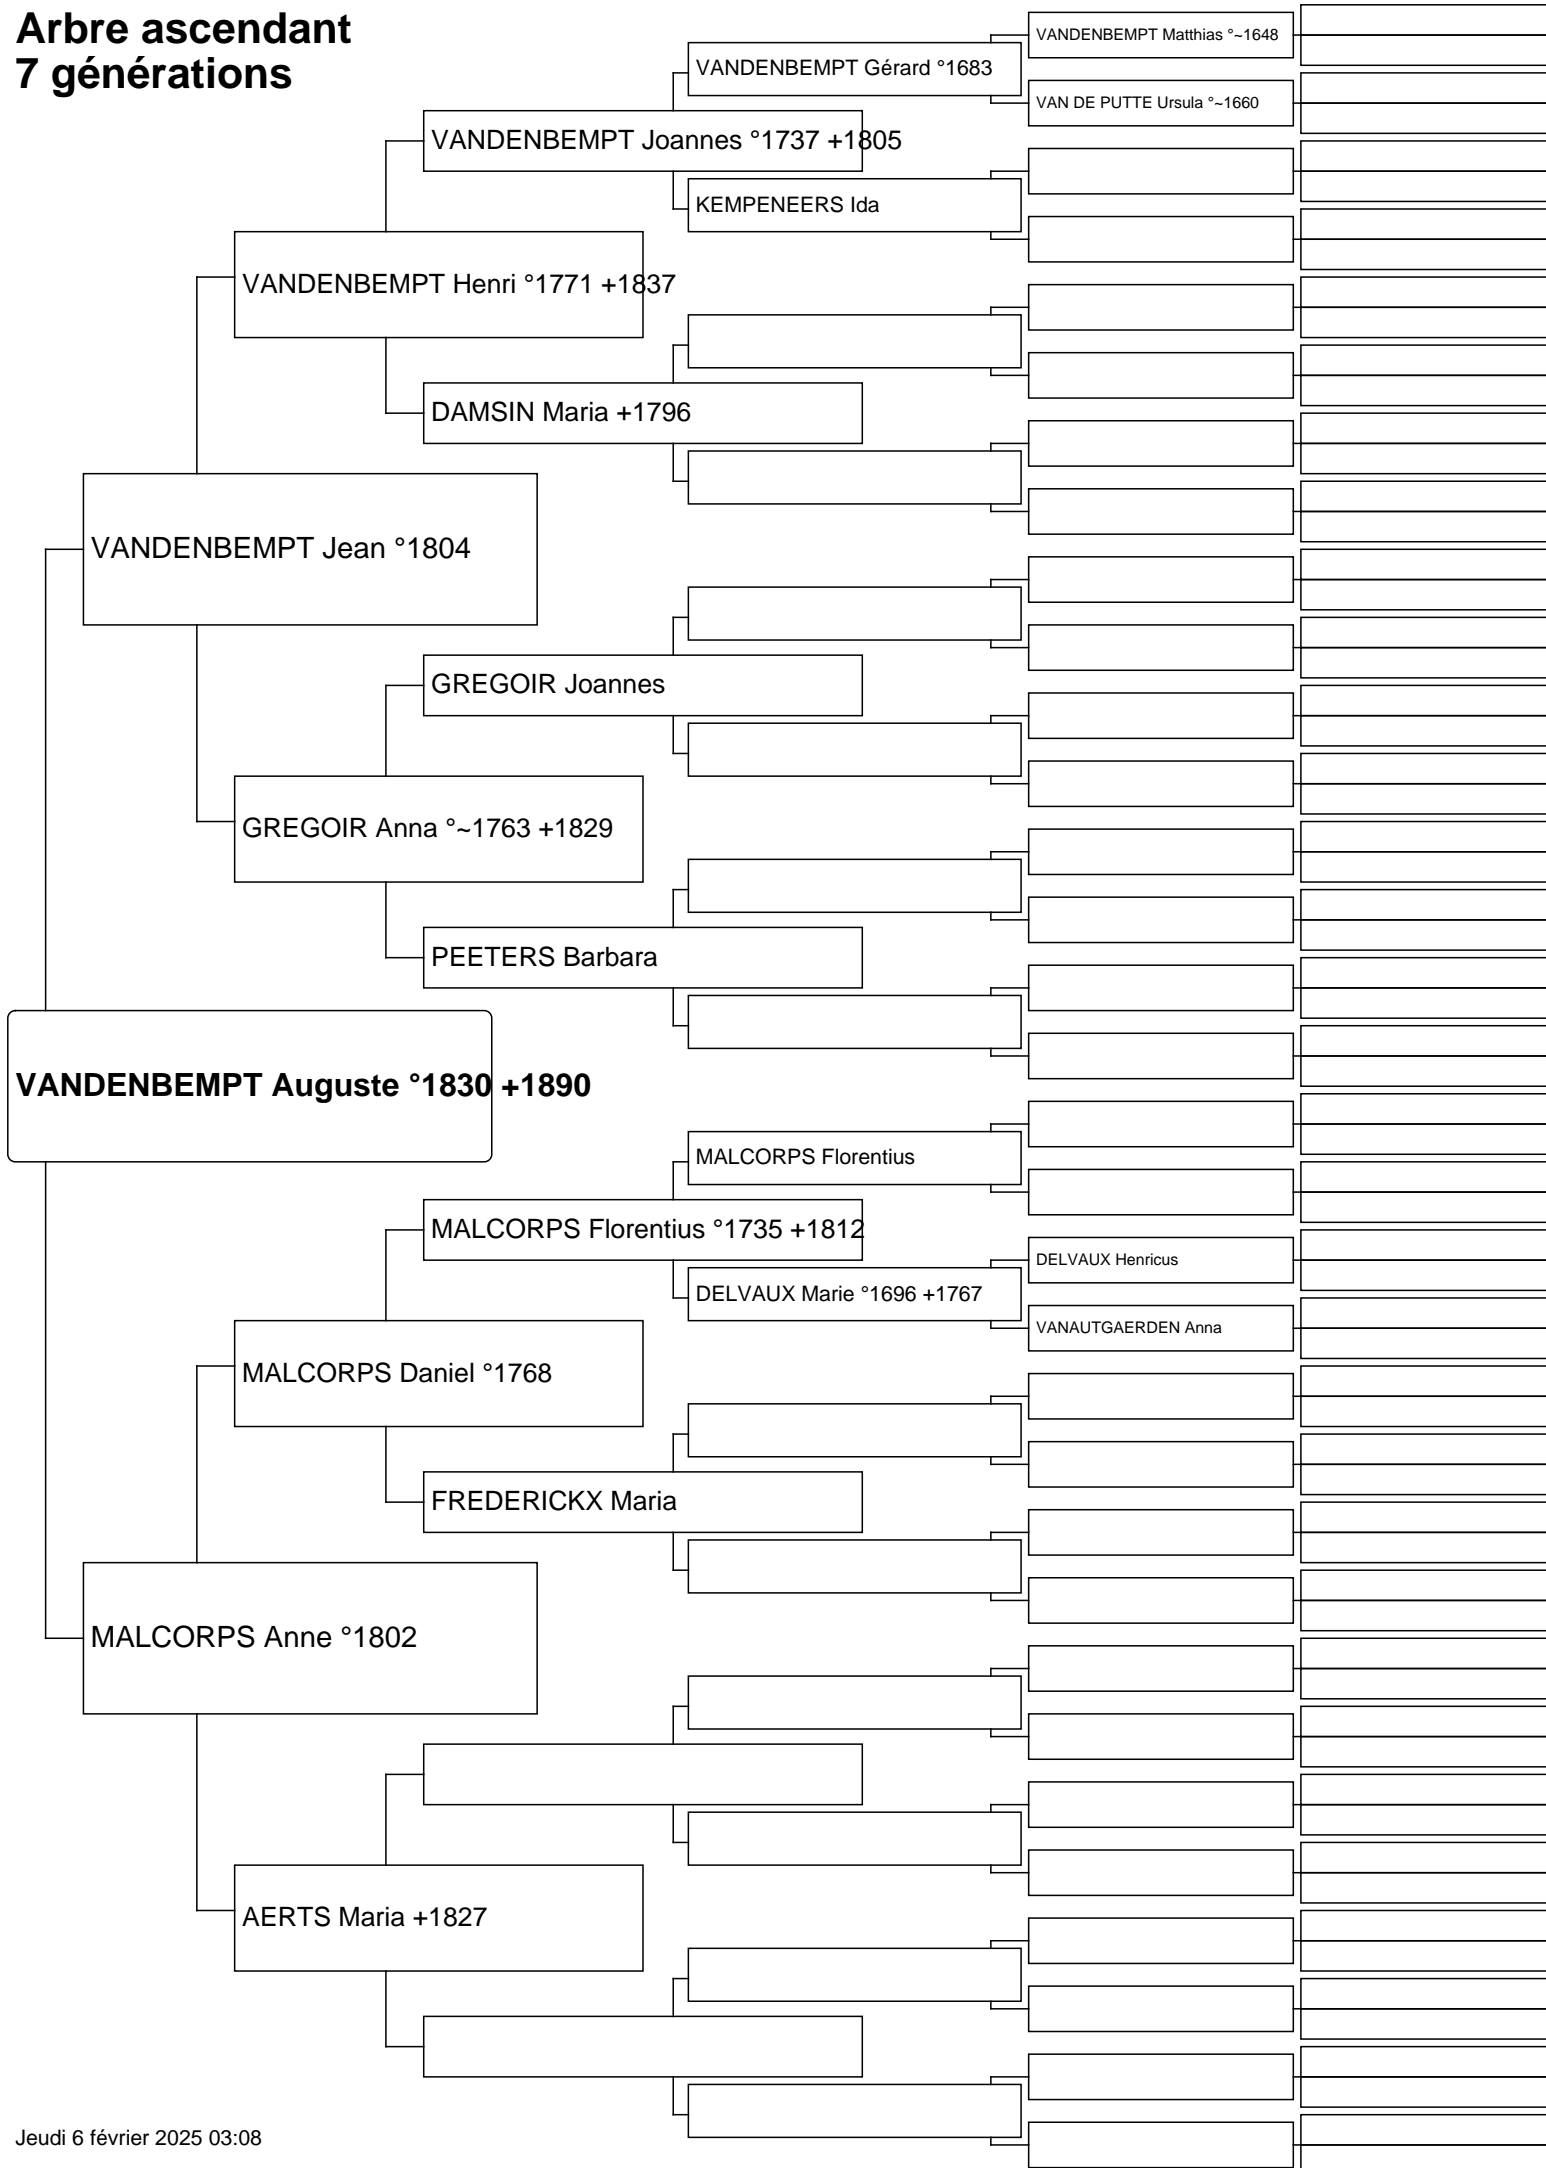 Arbre ascendant
7 générations
VANDENBEMPT Matthias °~1648
VANDENBEMPT Gérard °1683
VAN DE PUTTE Ursula °~1660
VANDENBEMPT Joannes °1737 +1805
KEMPENEERS Ida
VANDENBEMPT Henri °1771 +1837
DAMSIN Maria +1796
VANDENBEMPT Jean °1804
GREGOIR Joannes
GREGOIR Anna °~1763 +1829
PEETERS Barbara
VANDENBEMPT Auguste °1830 +1890
MALCORPS Florentius
MALCORPS Florentius °1735 +1812
DELVAUX Henricus
DELVAUX Marie °1696 +1767
VANAUTGAERDEN Anna
MALCORPS Daniel °1768
FREDERICKX Maria
MALCORPS Anne °1802
AERTS Maria +1827
Jeudi 6 février 2025 03:08